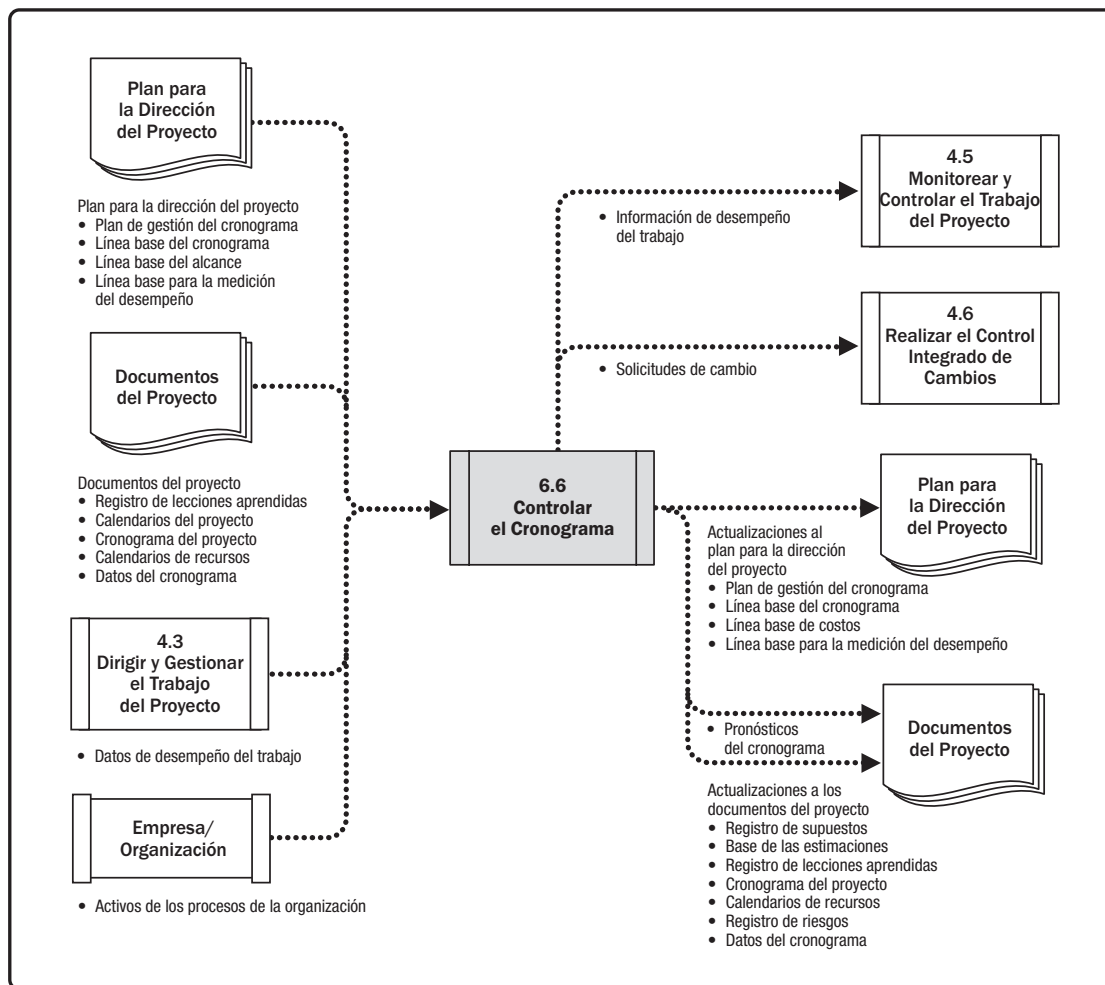 Plan para
la Dirección
del Proyecto
Plan para la dirección del proyecto
• Plan de gestión del cronograma
• Línea base del cronograma
• Línea base del alcance
• Línea base para la medición
del desempeño
Documentos
del Proyecto
Documentos del proyecto
• Registro de lecciones aprendidas
• Calendarios del proyecto
• Cronograma del proyecto
• Calendarios de recursos
• Datos del cronograma
4.3
Dirigir y Gestionar
el Trabajo
del Proyecto
• Datos de desempeño del trabajo
Empresa/
Organización
• Activos de los procesos de la organización
6.6
Controlar
el Cronograma
• Información de desempeño
del trabajo
4.5
Monitorear y
Controlar el Trabajo
del Proyecto
• Solicitudes de cambio
4.6
Realizar el Control
Integrado de
Cambios
Plan para
la Dirección
del Proyecto
Actualizaciones al
plan para la dirección
del proyecto
• Plan de gestión del cronograma
• Línea base del cronograma
• Línea base de costos
• Línea base para la medición del desempeño
• Pronósticos
del cronograma
Documentos
del Proyecto
Actualizaciones a los
documentos del proyecto
• Registro de supuestos
• Base de las estimaciones
• Registro de lecciones aprendidas
• Cronograma del proyecto
• Calendarios de recursos
• Registro de riesgos
• Datos del cronograma